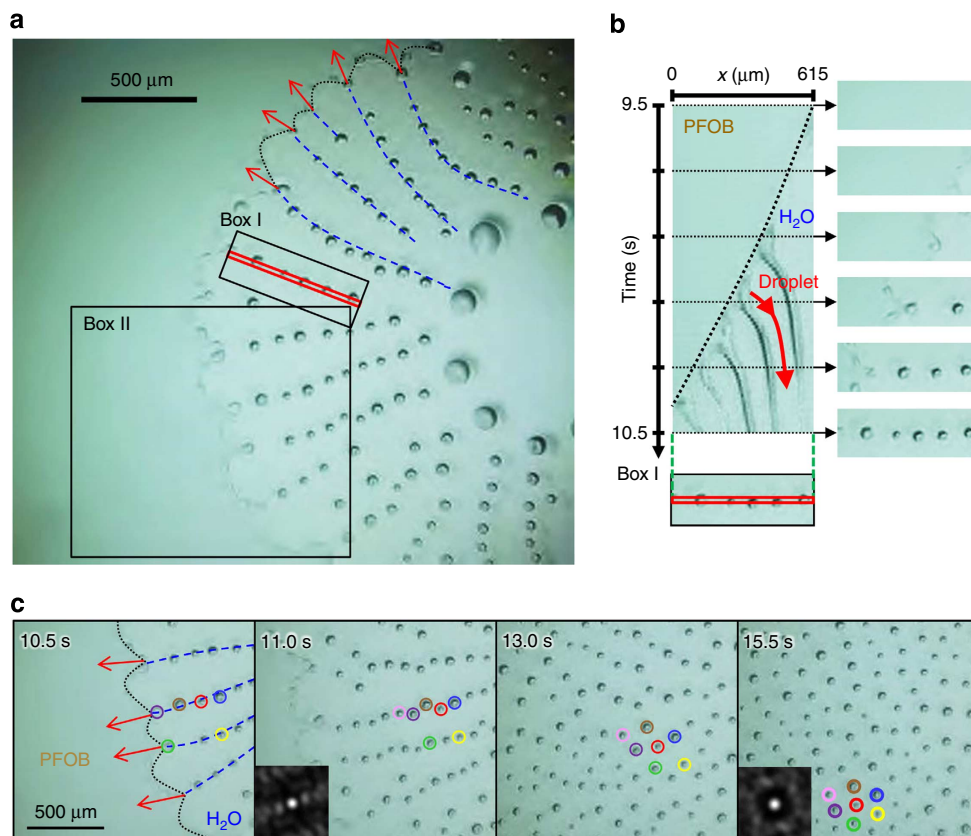 a
500 μm
Box I
Box II
b
0
x (μm)
615
9.5
PFOB
H₂O
Time (s)
Droplet
10.5
Box I
c
10.5 s
11.0 s
13.0 s
15.5 s
PFOB
500 μm
H₂O